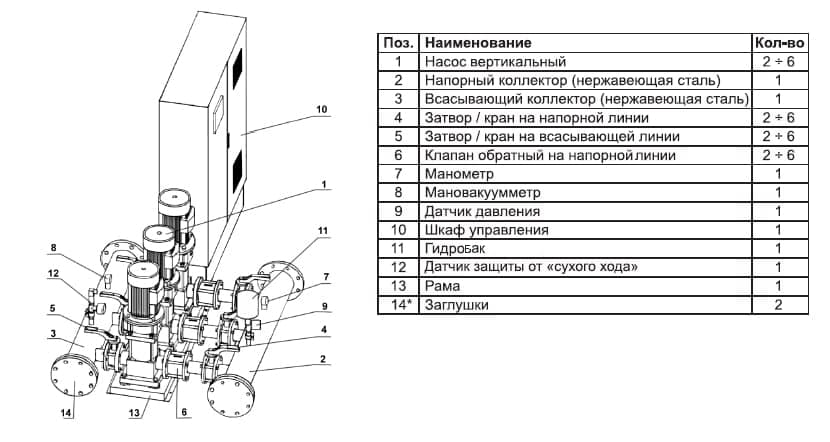 10
1
11
8
7
12
5
9
3
4
2
14
13
6
Поз. Наименование Кол-во
1 Насос вертикальный 2 ÷ 6
2 Напорный коллектор (нержавеющая сталь) 1
3 Всасывающий коллектор (нержавеющая сталь) 1
4 Затвор / кран на напорной линии 2 ÷ 6
5 Затвор / кран на всасывающей линии 2 ÷ 6
6 Клапан обратный на напорной линии 2 ÷ 6
7 Манометр 1
8 Мановакуумметр 1
9 Датчик давления 1
10 Шкаф управления 1
11 Гидробак 1
12 Датчик защиты от «сухого хода» 1
13 Рама 1
14* Заглушки 2